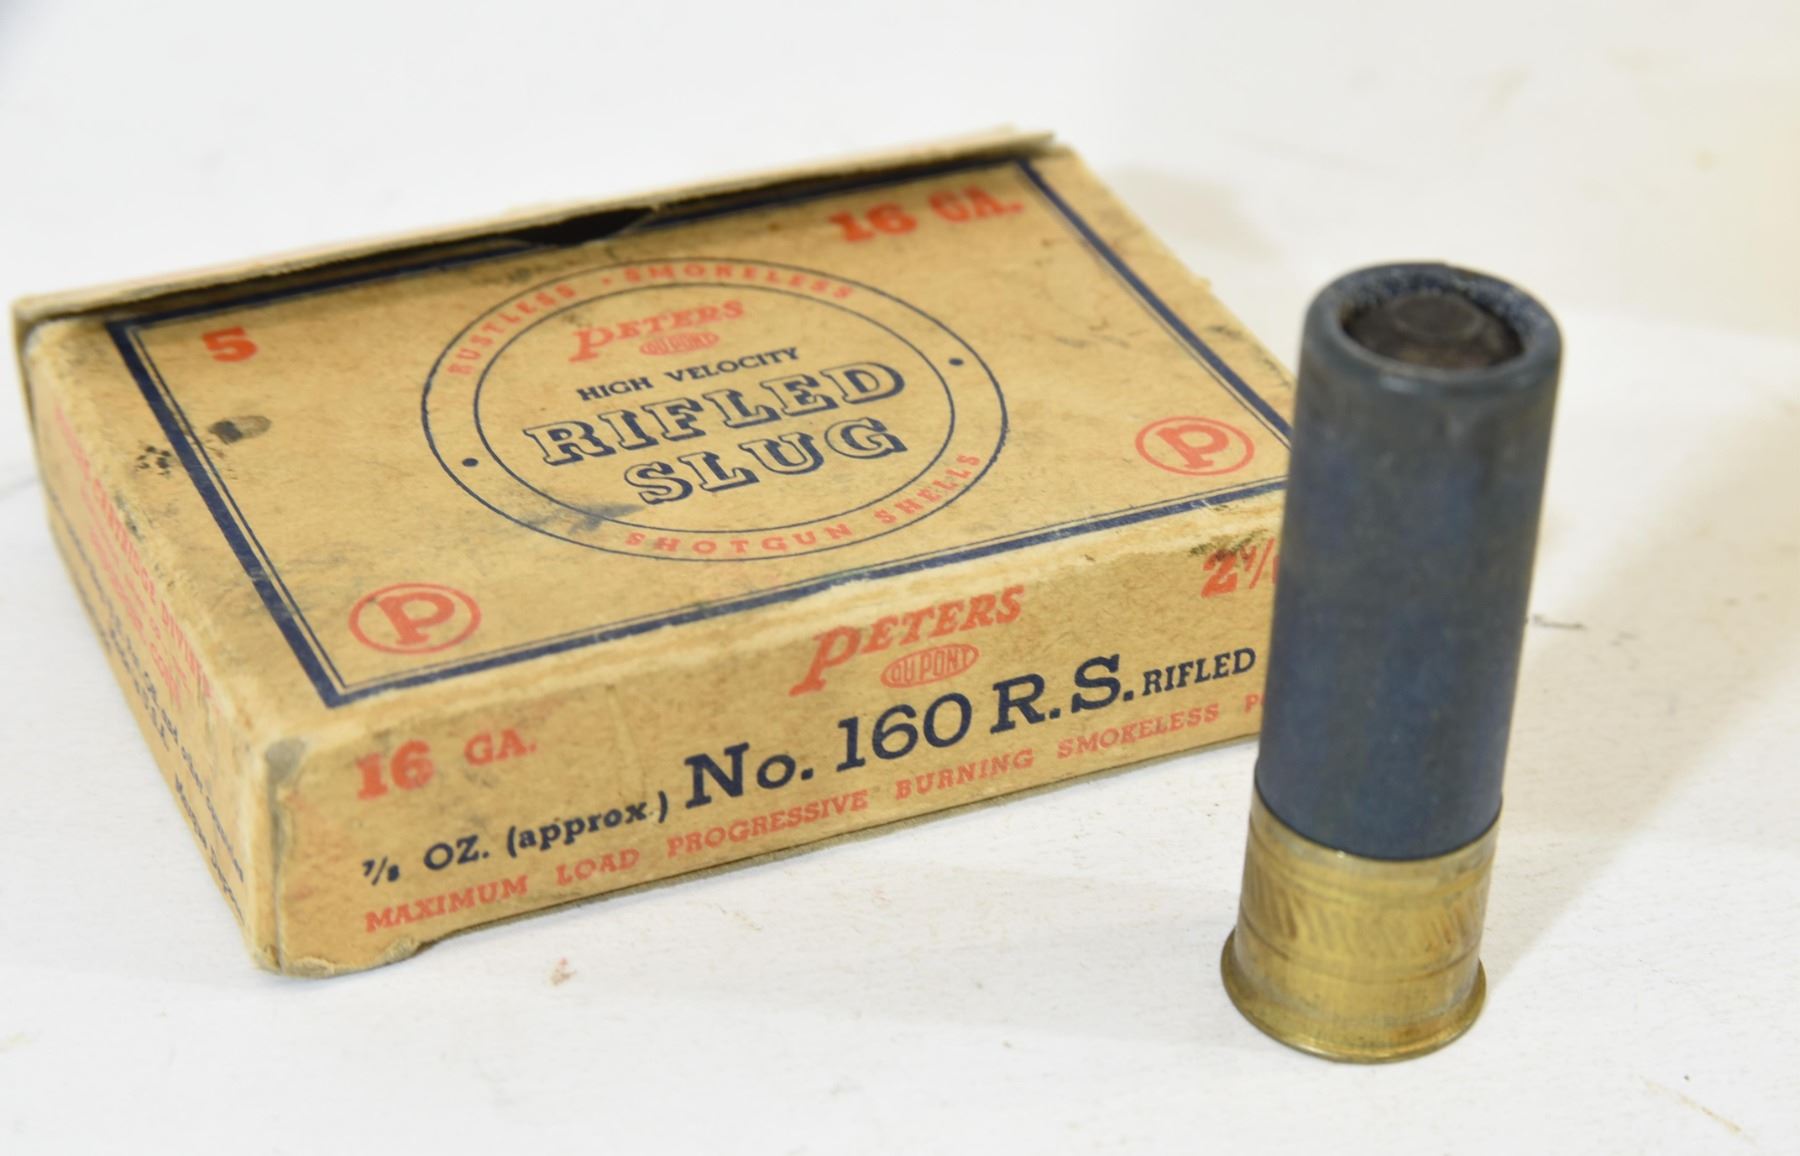 5
16 GA.
RUSTLESS · SMOKELESS
PETERS
DU PONT
HIGH VELOCITY
RIFLED
SLUG
SHOTGUN SHELLS
P
P
PETERS
DU PONT
16 GA.
7/8 OZ. (approx.) No. 160 R.S. RIFLED
MAXIMUM LOAD PROGRESSIVE BURNING SMOKELESS
CARTRIDGE